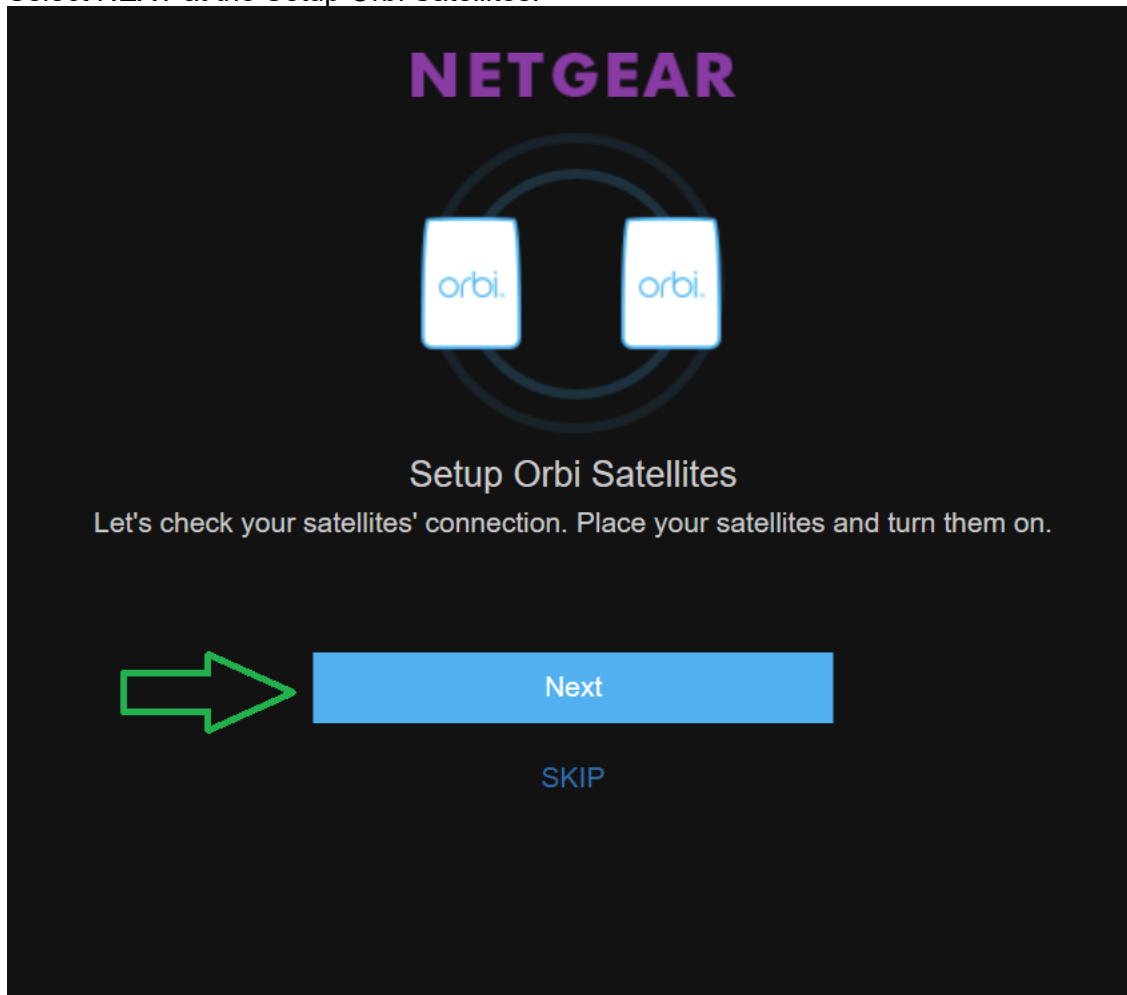 NETGEAR
orbi. orbi.
Setup Orbi Satellites
Let's check your satellites' connection. Place your satellites and turn them on.
Next
SKIP